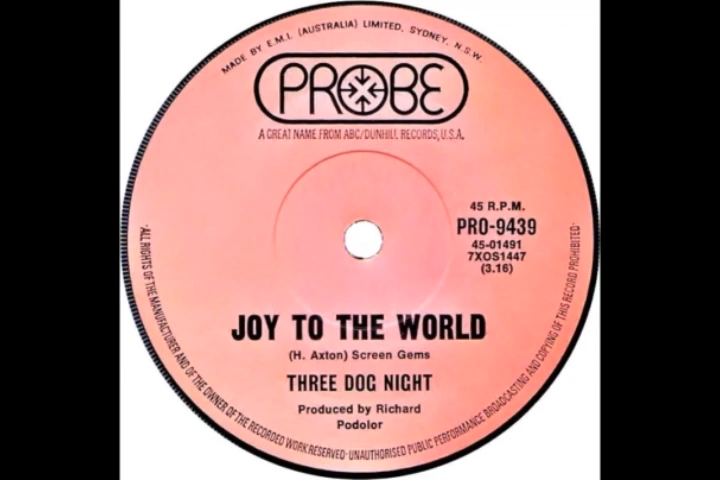 MADE BY E.M.I. (AUSTRALIA) LIMITED, SYDNEY, N.S.W.
PROBE
A GREAT NAME FROM ABC/DUNHILL RECORDS, U.S.A.
45 R.P.M.
PRO-9439
45-01491
7XOS1447
(3.16)
JOY TO THE WORLD
(H. Axton) Screen Gems
THREE DOG NIGHT
Produced by Richard
Podolor
·ALL RIGHTS OF THE MANUFACTURER AND OF THE OWNER OF THE RECORDED WORK RESERVED·UNAUTHORISED PUBLIC PERFORMANCE BROADCASTING AND COPYING OF THIS RECORD PROHIBITED·